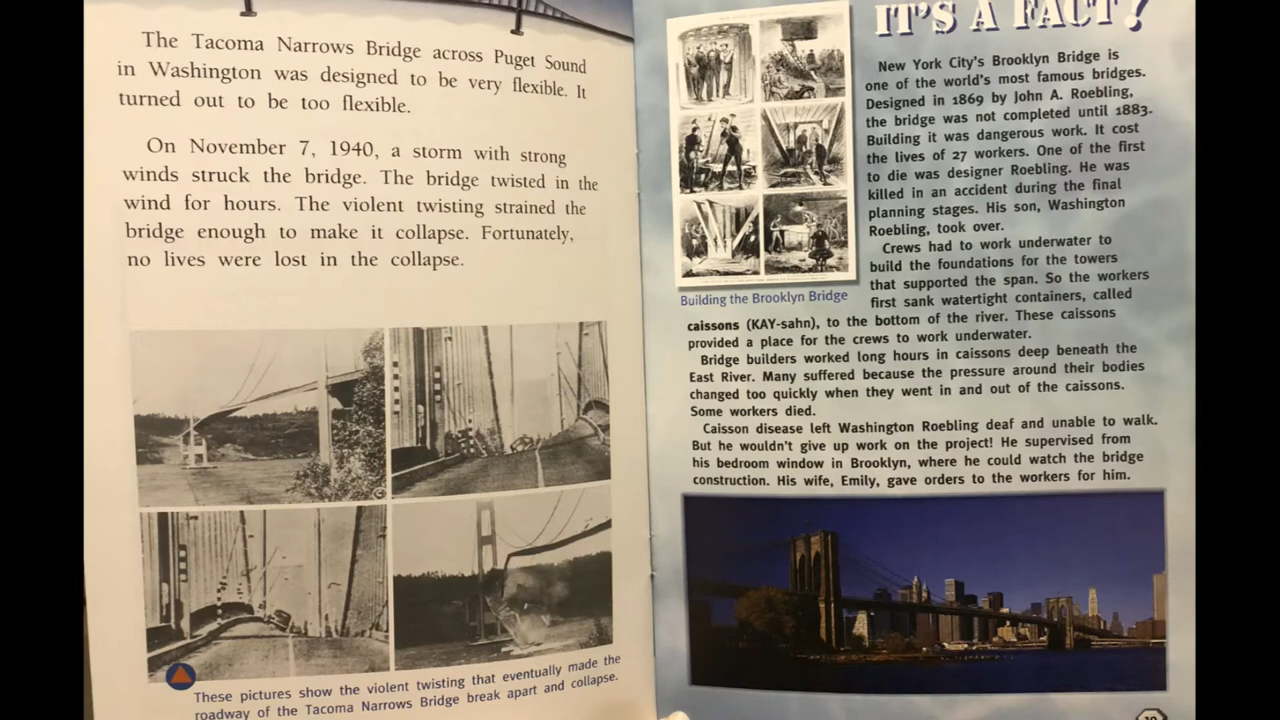 The Tacoma Narrows Bridge across Puget Sound
in Washington was designed to be very flexible. It
turned out to be too flexible.
On November 7, 1940, a storm with strong
winds struck the bridge. The bridge twisted in the
wind for hours. The violent twisting strained the
bridge enough to make it collapse. Fortunately,
no lives were lost in the collapse.
These pictures show the violent twisting that eventually made the
roadway of the Tacoma Narrows Bridge break apart and collapse.
IT'S A FACT!
New York City's Brooklyn Bridge is
one of the world's most famous bridges.
Designed in 1869 by John A. Roebling,
the bridge was not completed until 1883.
Building it was dangerous work. It cost
the lives of 27 workers. One of the first
to die was designer Roebling. He was
killed in an accident during the final
planning stages. His son, Washington
Roebling, took over.
Crews had to work underwater to
build the foundations for the towers
that supported the span. So the workers
first sank watertight containers, called
Building the Brooklyn Bridge
caissons (KAY-sahn), to the bottom of the river. These caissons
provided a place for the crews to work underwater.
Bridge builders worked long hours in caissons deep beneath the
East River. Many suffered because the pressure around their bodies
changed too quickly when they went in and out of the caissons.
Some workers died.
Caisson disease left Washington Roebling deaf and unable to walk.
But he wouldn't give up work on the project! He supervised from
his bedroom window in Brooklyn, where he could watch the bridge
construction. His wife, Emily, gave orders to the workers for him.